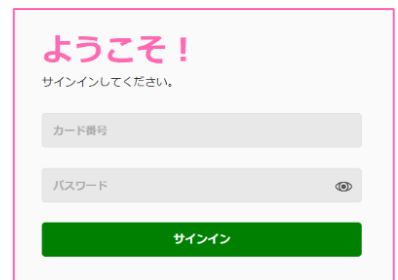 ようこそ！
サインインしてください。
カード番号
パスワード
サインイン